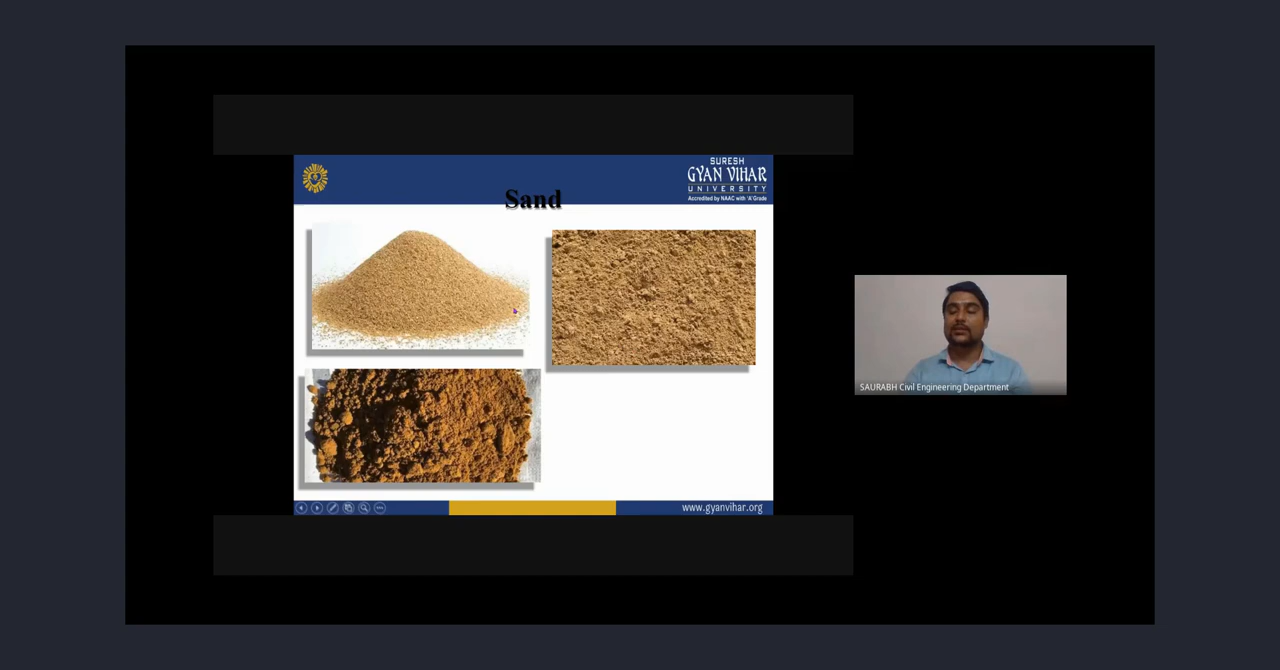 SURESH
GYAN VIHAR
UNIVERSITY
Accredited by NAAC with 'A' Grade
Sand
SAURABH Civil Engineering Department
www.gyanvihar.org